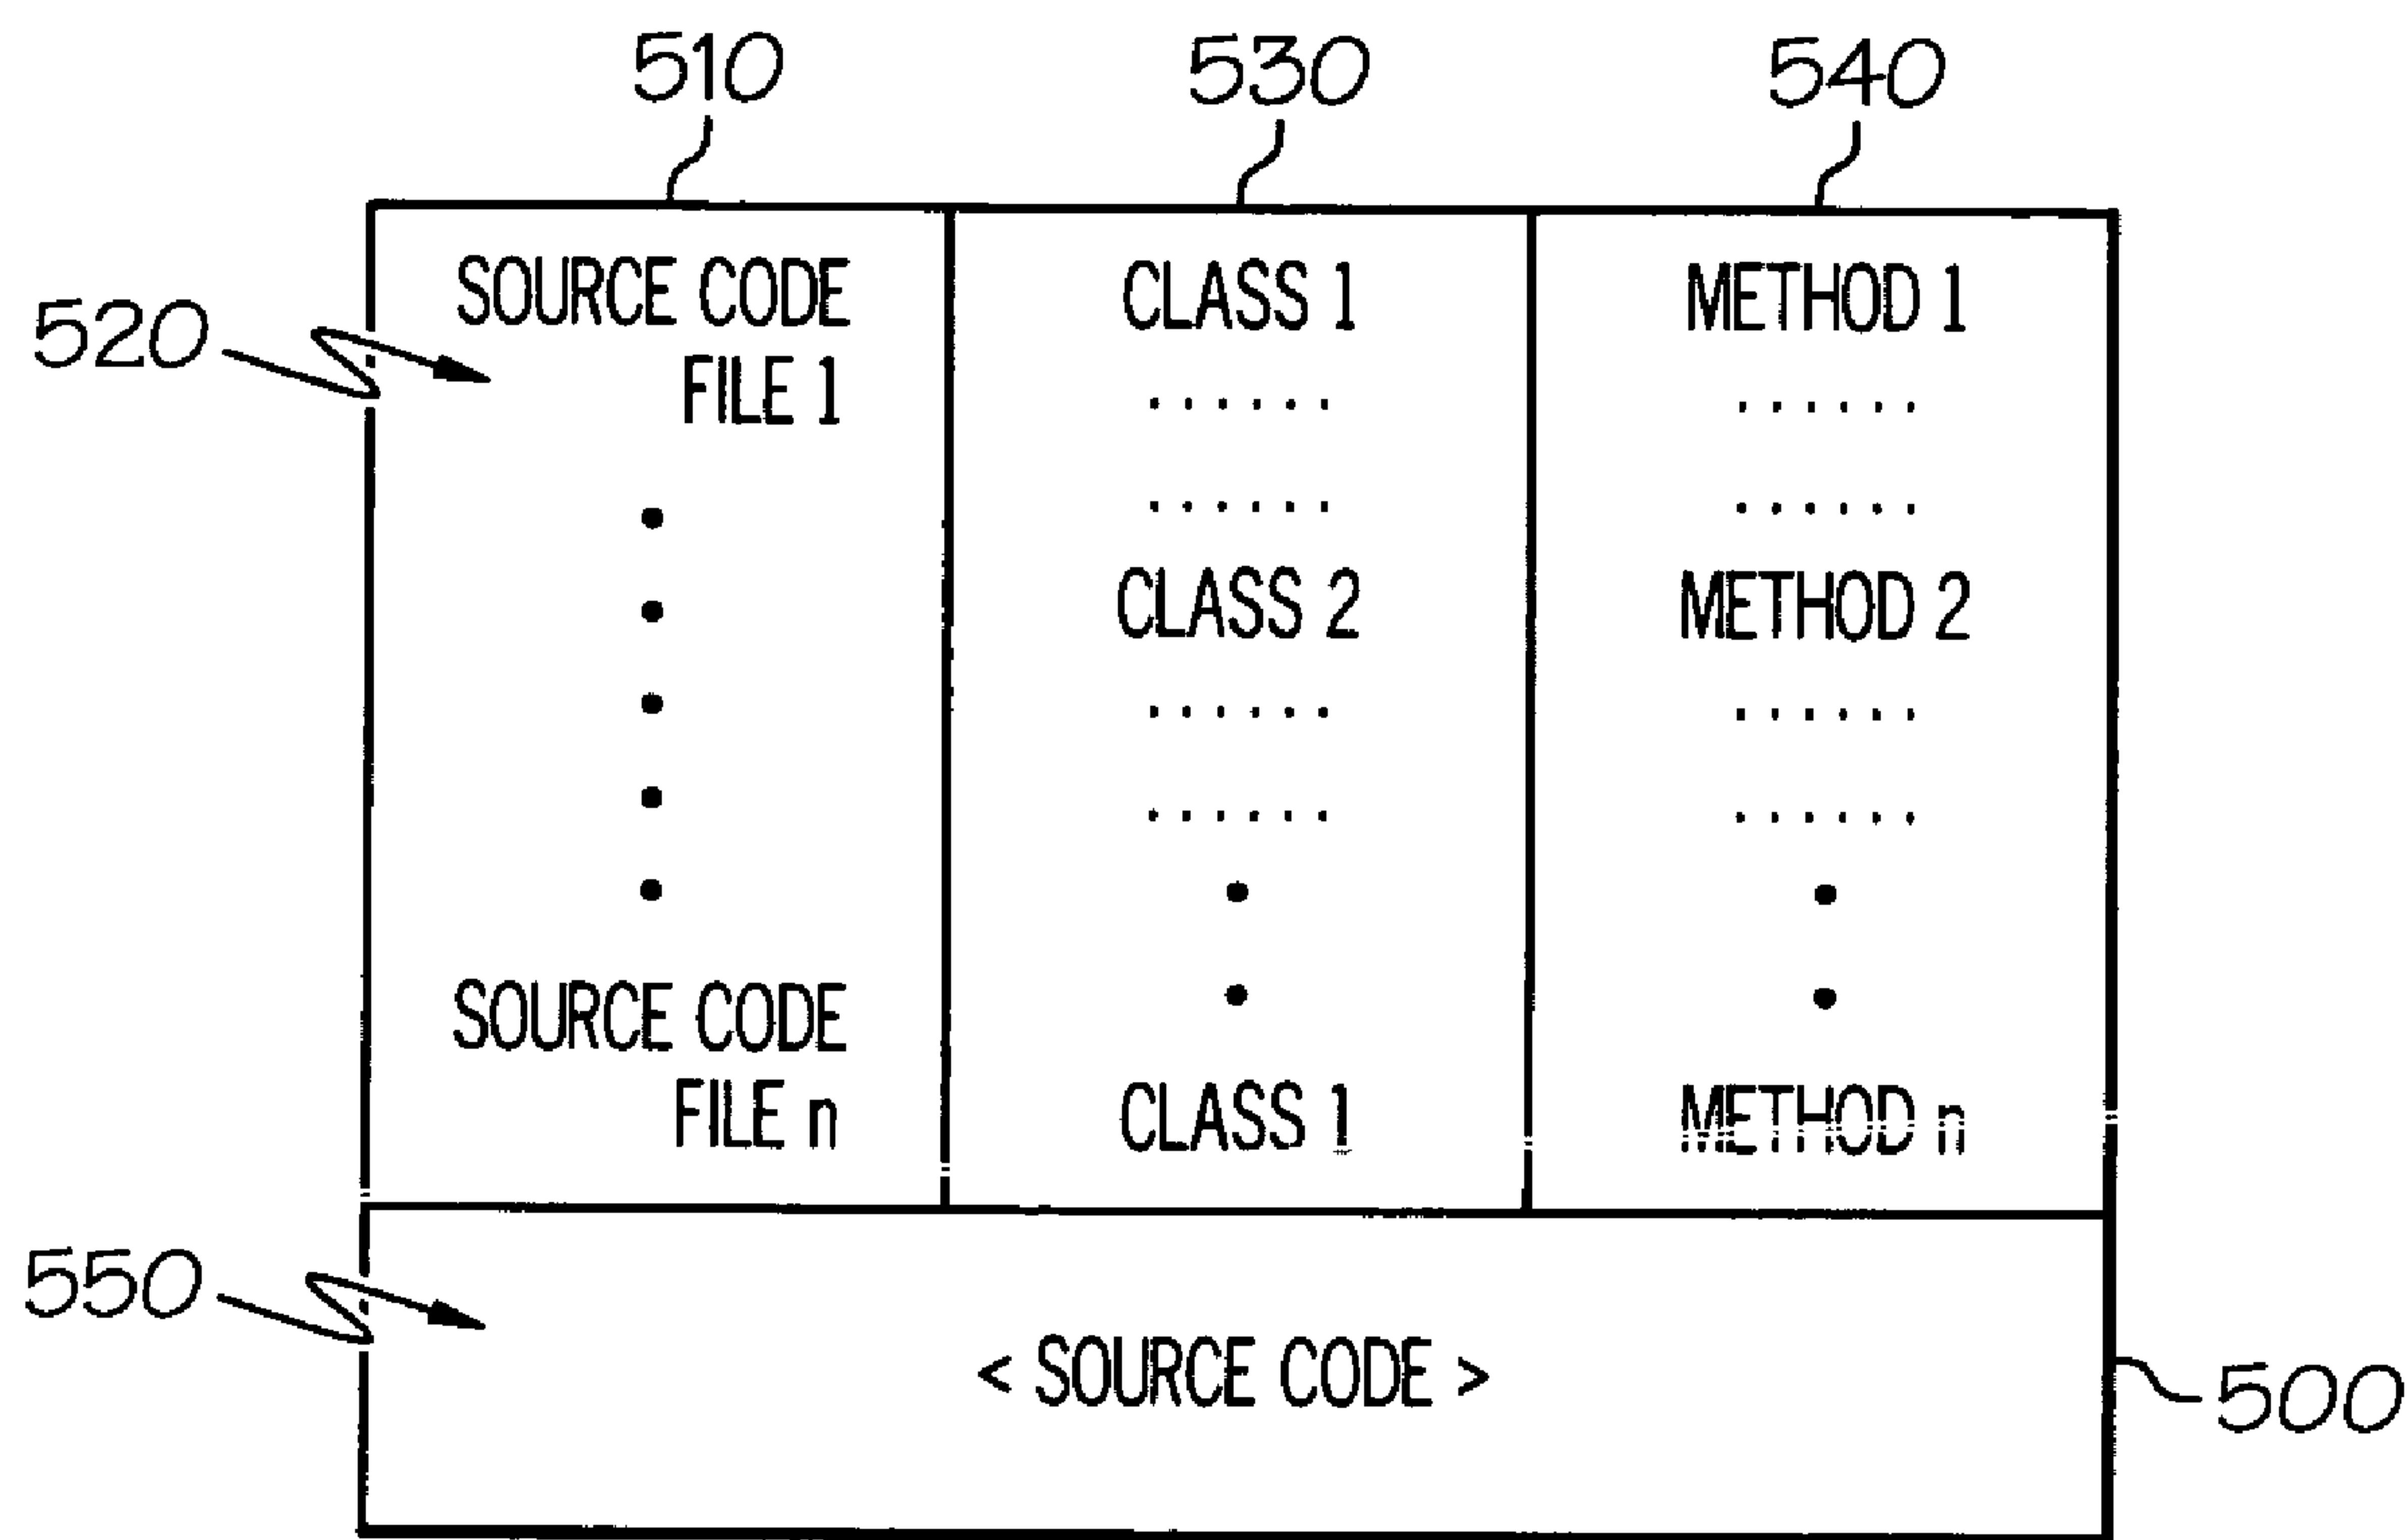 510 530 540
520
SOURCE CODE
FILE 1
SOURCE CODE
FILE n
CLASS 1
. . . . . .
. . . . . .
CLASS 2
. . . . . .
. . . . . .
CLASS 1
METHOD 1
. . . . . .
. . . . . .
METHOD 2
. . . . . .
. . . . . .
METHOD n
550
< SOURCE CODE >
500